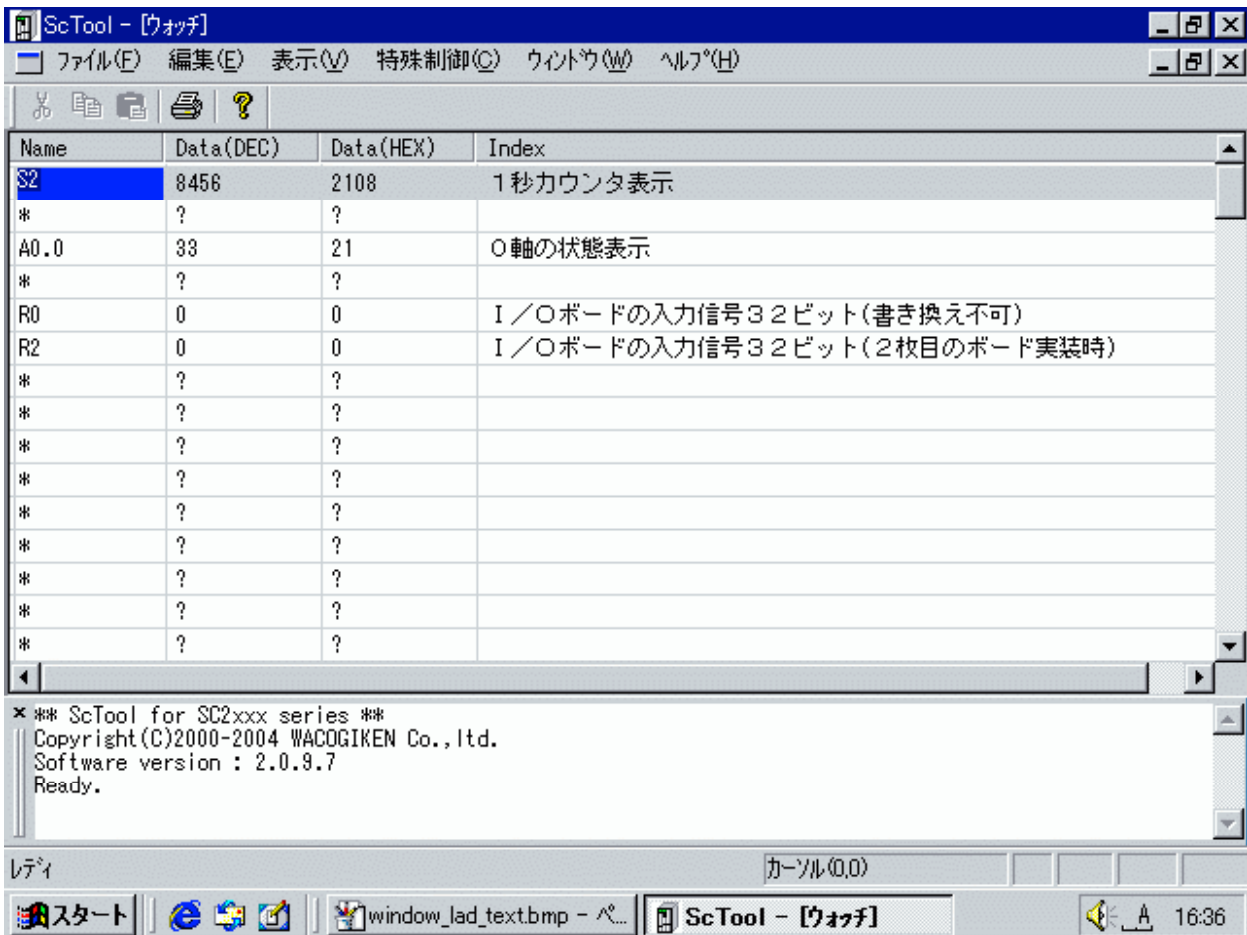 ScTool - [ウォッチ]
ファイル(F) 編集(E) 表示(V) 特殊制御(C) ウィンドウ(W) ヘルプ(H)
Name Data(DEC) Data(HEX) Index
S2 8456 2108 1秒カウンタ表示
* ? ?
A0.0 33 21 0軸の状態表示
* ? ?
R0 0 0 I/Oボードの入力信号32ビット(書き換え不可)
R2 0 0 I/Oボードの入力信号32ビット(2枚目のボード実装時)
* ? ?
* ? ?
* ? ?
* ? ?
* ? ?
* ? ?
* ? ?
* ? ?
* ? ?
** ScTool for SC2xxx series **
Copyright(C)2000-2004 WACOGIKEN Co.,ltd.
Software version : 2.0.9.7
Ready.
レディ カーソル(0,0)
スタート window_lad_text.bmp - ペ... ScTool - [ウォッチ] A 16:36